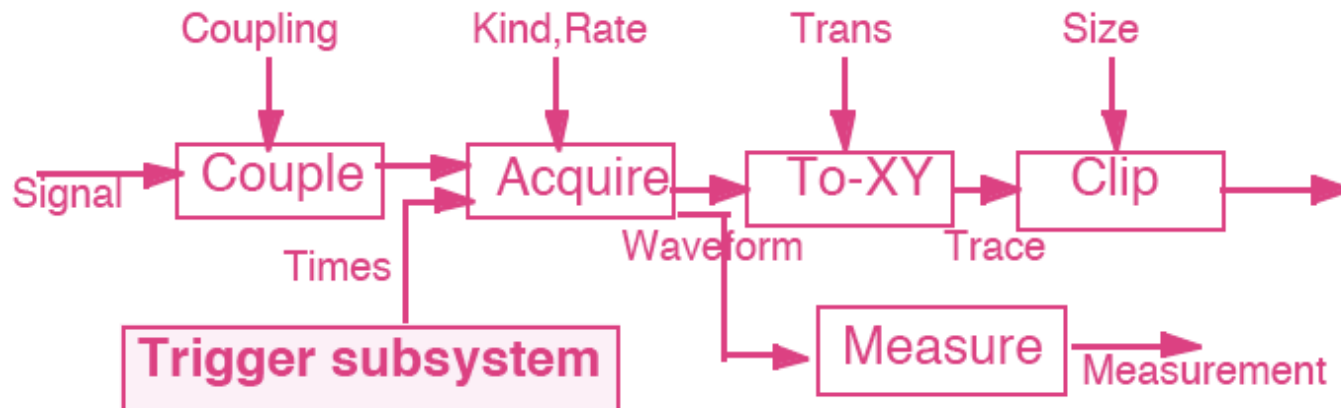 Coupling
Kind,Rate
Trans
Size
Signal
Couple
Acquire
To-XY
Clip
Times
Waveform
Trace
Trigger subsystem
Measure
Measurement